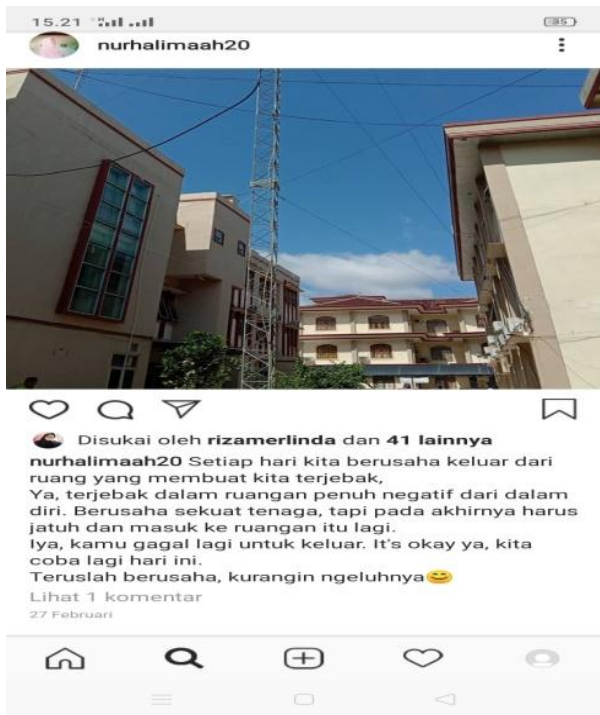 15.21
85
nurhalimaah20
Disukai oleh rizamerlinda dan 41 lainnya
nurhalimaah20 Setiap hari kita berusaha keluar dari
ruang yang membuat kita terjebak,
Ya, terjebak dalam ruangan penuh negatif dari dalam
diri. Berusaha sekuat tenaga, tapi pada akhirnya harus
jatuh dan masuk ke ruangan itu lagi.
Iya, kamu gagal lagi untuk keluar. It's okay ya, kita
coba lagi hari ini.
Teruslah berusaha, kurangin ngeluhnya😊
Lihat 1 komentar
27 Februari